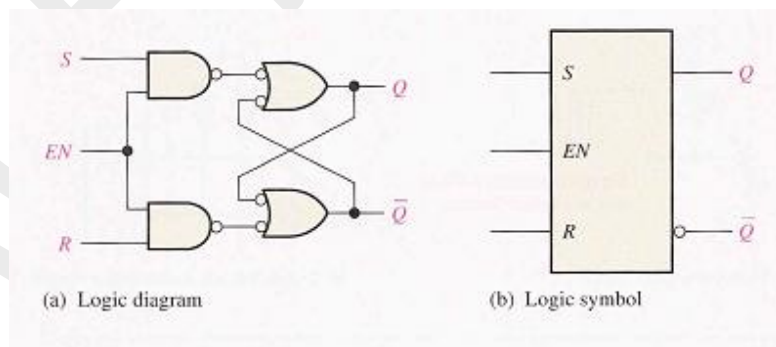 S
EN
R
Q
Q̅
(a) Logic diagram
S
EN
R
Q
Q̅
(b) Logic symbol